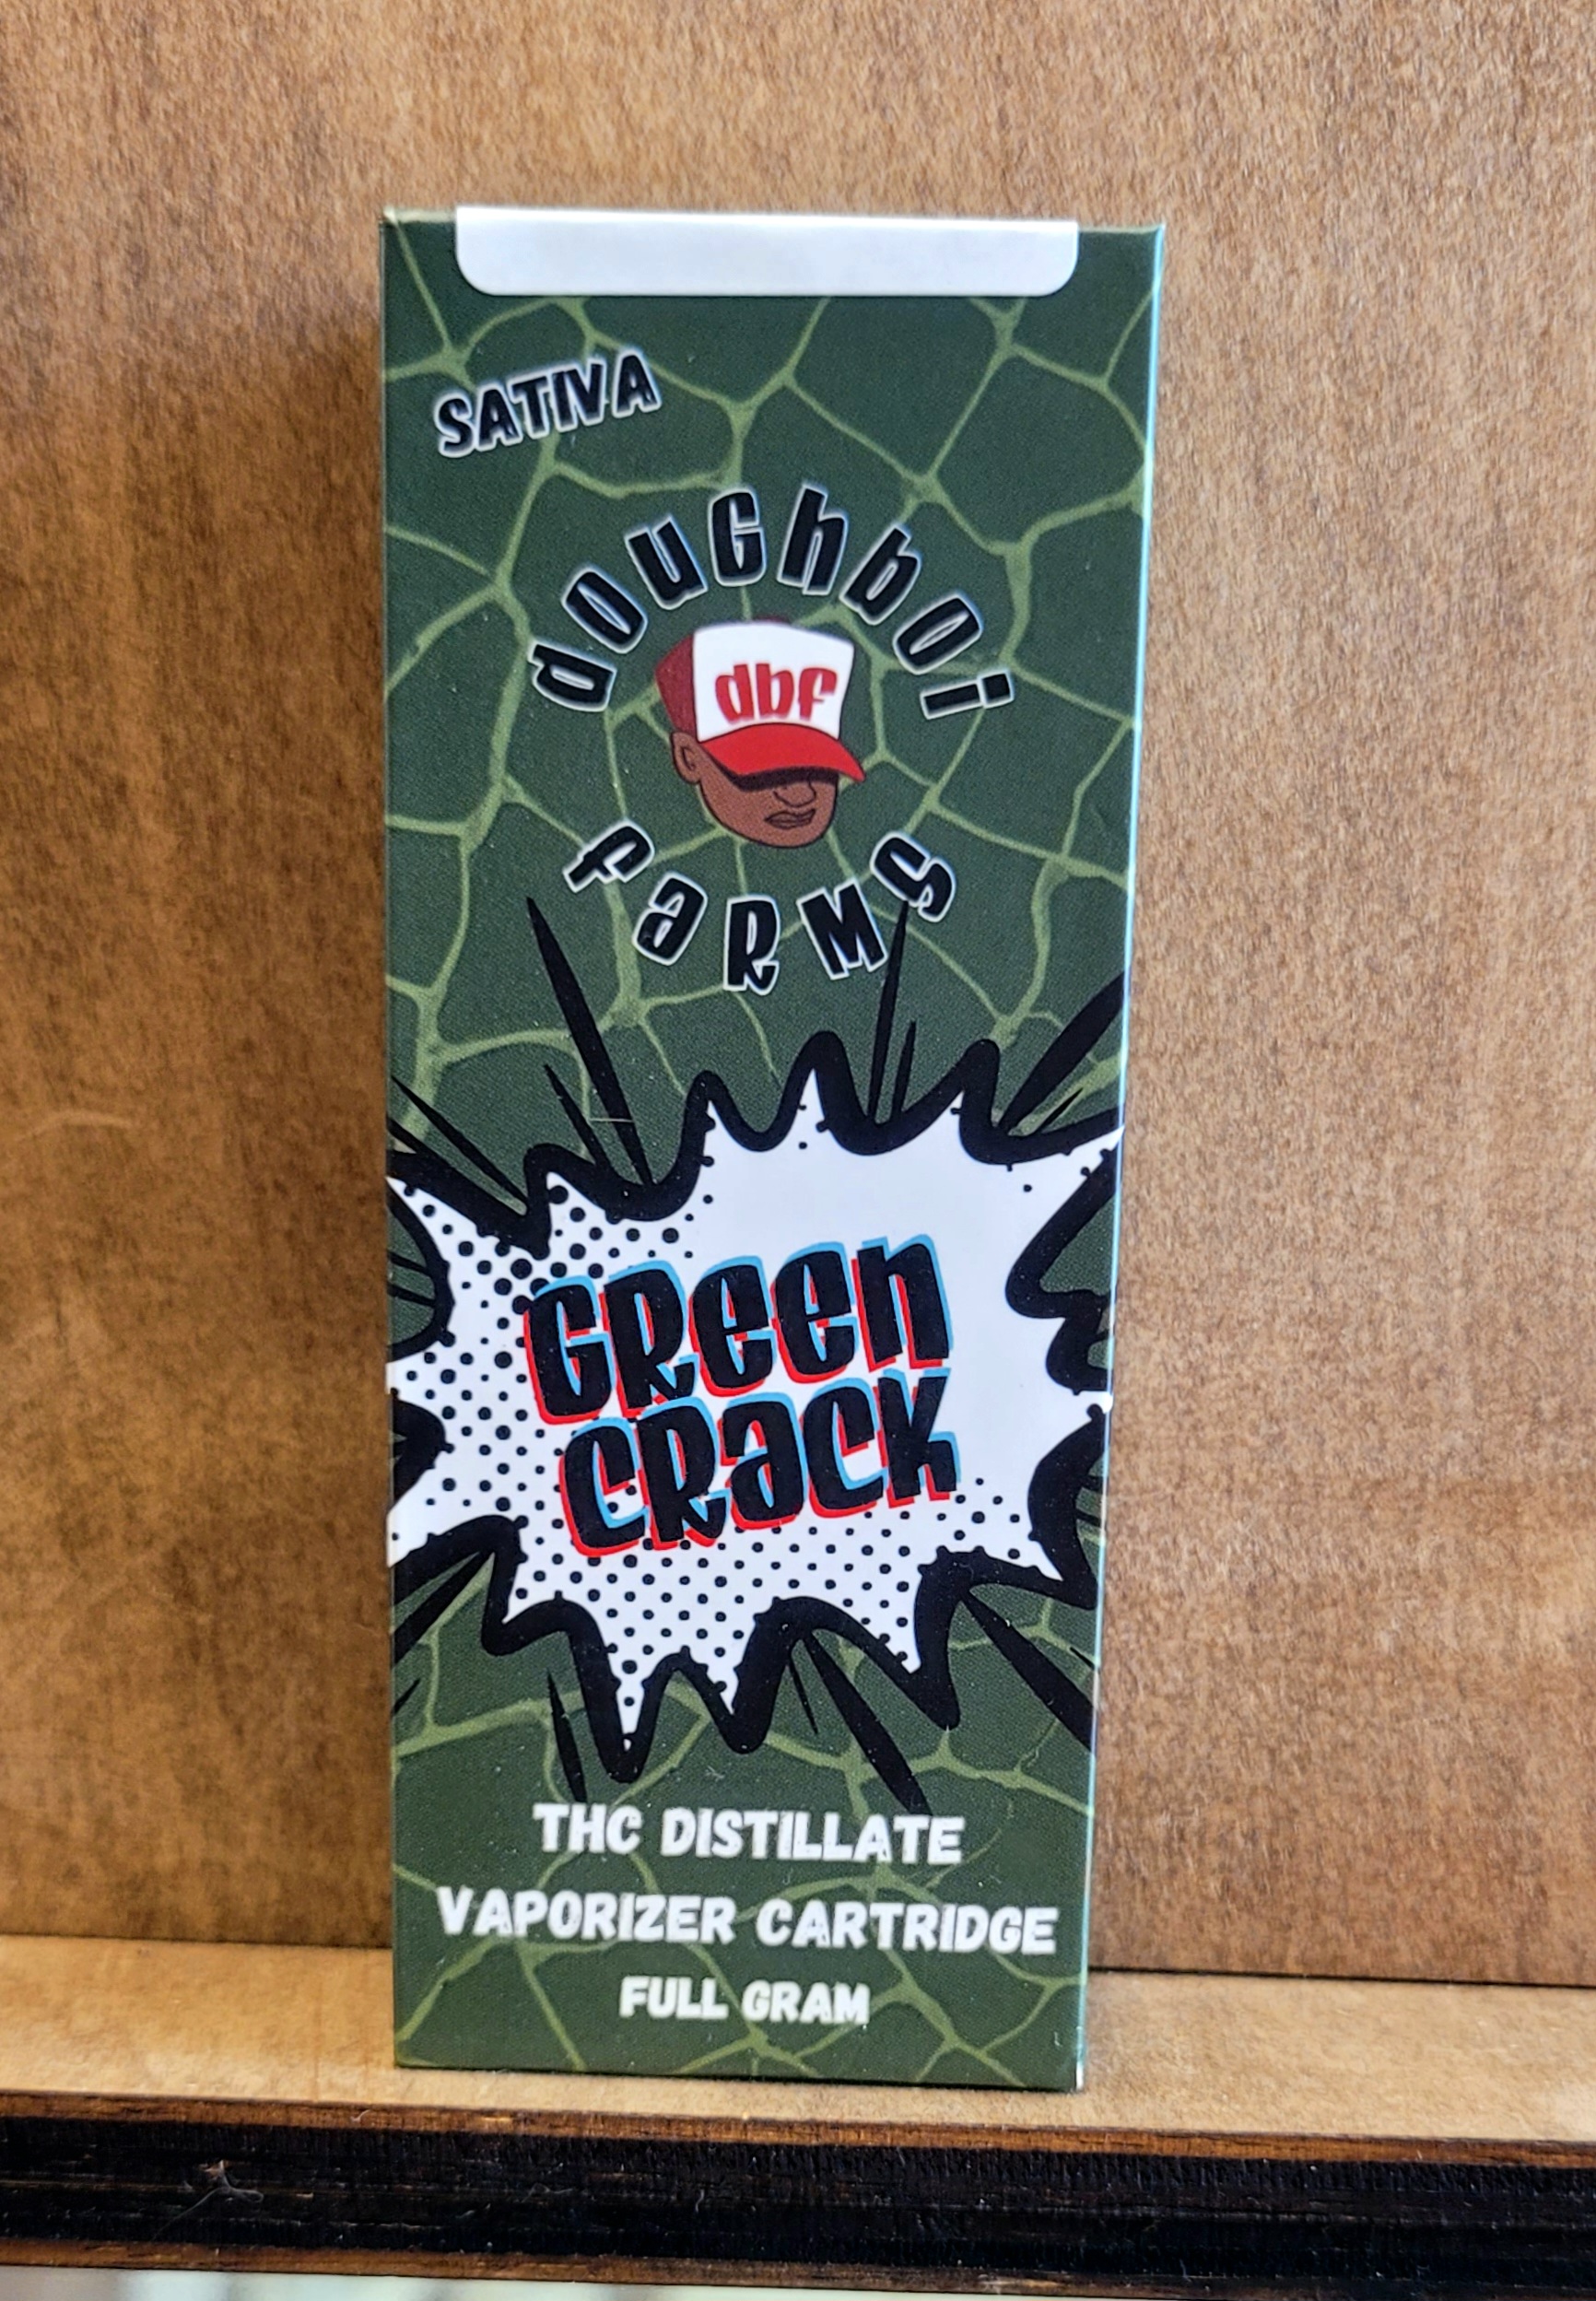 SATIVA
doughboi
dbf
farms
Green
Crack
THC DISTILLATE
VAPORIZER CARTRIDGE
FULL GRAM